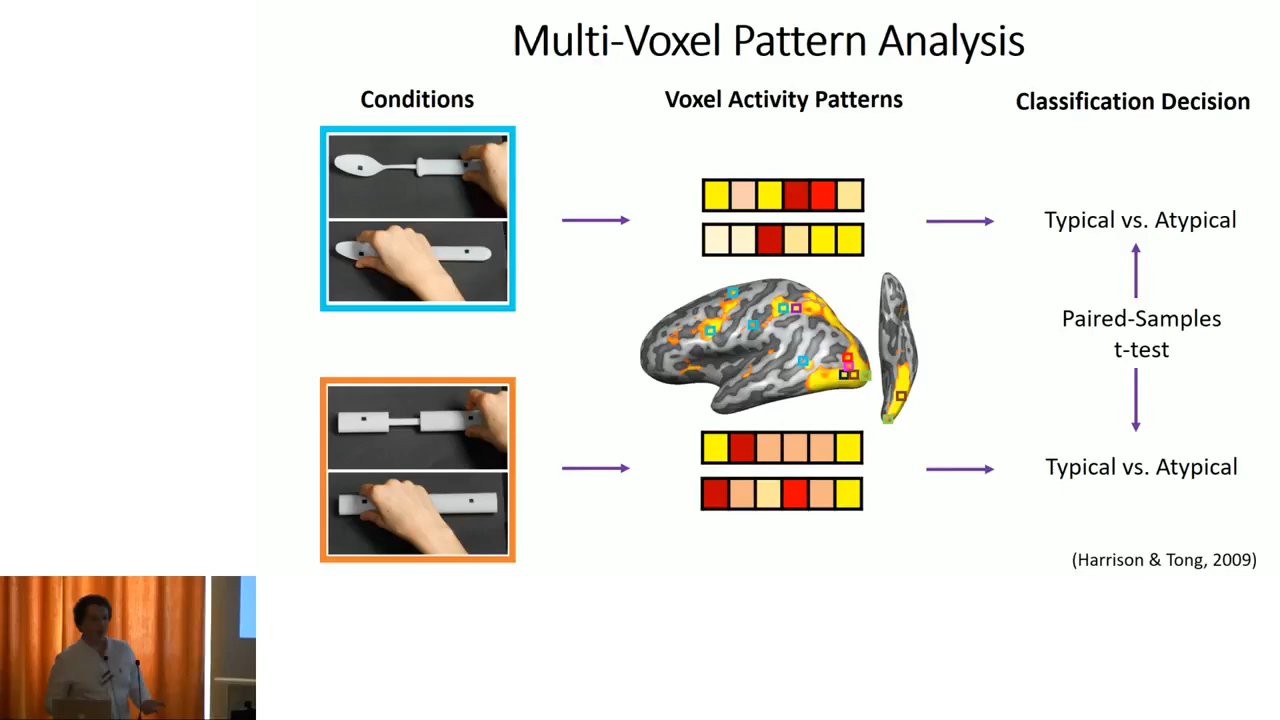 Multi-Voxel Pattern Analysis
Conditions
Voxel Activity Patterns
Classification Decision
Typical vs. Atypical
Paired-Samples
t-test
Typical vs. Atypical
(Harrison & Tong, 2009)